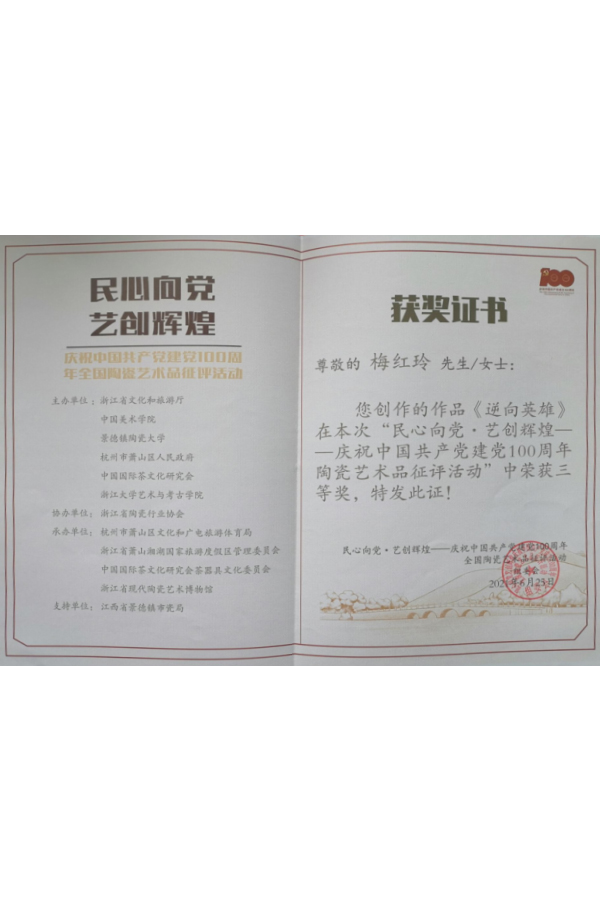 民心向党
艺创辉煌
庆祝中国共产党建党100周
年全国陶瓷艺术品征评活动
主办单位：浙江省文化和旅游厅
中国美术学院
景德镇陶瓷大学
杭州市萧山区人民政府
中国国际茶文化研究会
浙江大学艺术与考古学院
协办单位：浙江省陶瓷行业协会
承办单位：杭州市萧山区文化和广电旅游体育局
浙江省萧山湘湖国家旅游度假区管理委员会
中国国际茶文化研究会茶器具文化委员会
浙江省现代陶瓷艺术博物馆
支持单位：江西省景德镇市瓷局
100
获奖证书
尊敬的 梅红玲 先生/女士：
您创作的作品《逆向英雄》
在本次“民心向党·艺创辉煌—
—庆祝中国共产党建党100周年
陶瓷艺术品征评活动”中荣获三
等奖，特发此证！
民心向党·艺创辉煌——庆祝中国共产党建党100周年
全国陶瓷艺术品征评活动
组委会
2021年6月23日